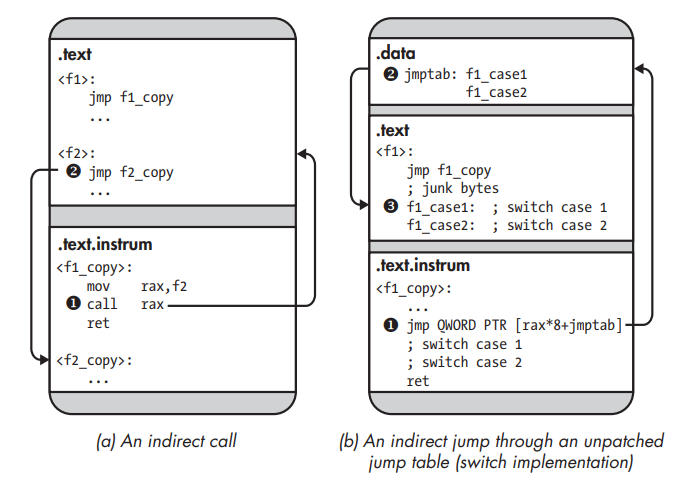 .text
<f1>:
jmp f1_copy
...
<f2>:
❷ jmp f2_copy
...
.text.instrum
<f1_copy>:
mov rax,f2
❶ call rax
ret
<f2_copy>:
...
(a) An indirect call
.data
❷ jmptab: f1_case1
f1_case2
.text
<f1>:
jmp f1_copy
; junk bytes
❸ f1_case1: ; switch case 1
f1_case2: ; switch case 2
.text.instrum
<f1_copy>:
...
❶ jmp QWORD PTR [rax*8+jmptab]
; switch case 1
; switch case 2
ret
(b) An indirect jump through an unpatched
jump table (switch implementation)